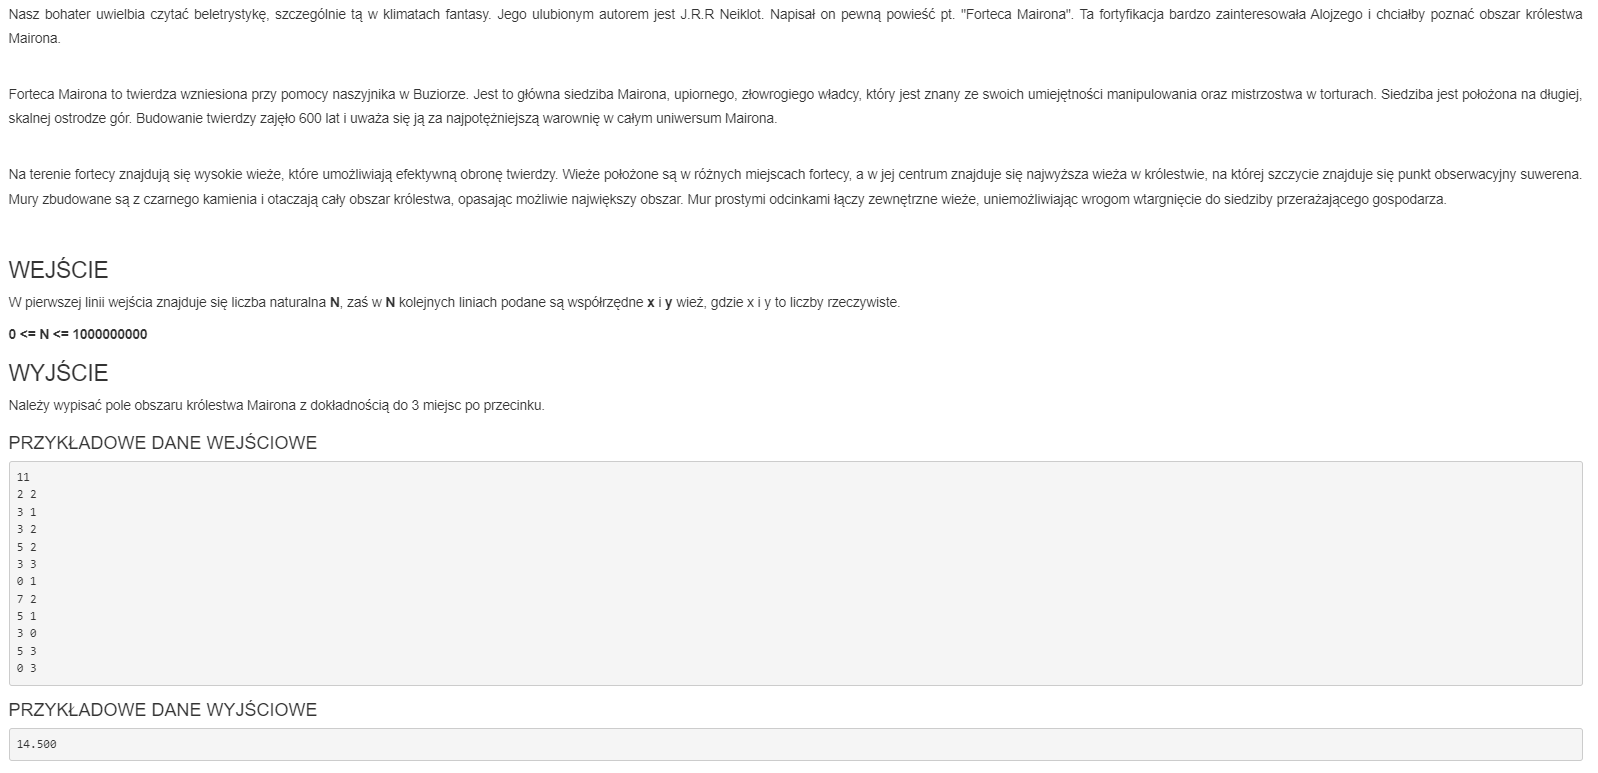 Nasz bohater uwielbia czytać beletrystykę, szczególnie tą w klimatach fantasy. Jego ulubionym autorem jest J.R.R Neiklot. Napisał on pewną powieść pt. "Forteca Mairona". Ta fortyfikacja bardzo zainteresowała Alojzego i chciałby poznać obszar królestwa
Mairona.
Forteca Mairona to twierdza wzniesiona przy pomocy naszyjnika w Buziorze. Jest to główna siedziba Mairona, upiornego, złowrogiego władcy, który jest znany ze swoich umiejętności manipulowania oraz mistrzostwa w torturach. Siedziba jest położona na długiej,
skalnej ostrodze gór. Budowanie twierdzy zajęło 600 lat i uważa się ją za najpotężniejszą warownię w całym uniwersum Mairona.
Na terenie fortecy znajdują się wysokie wieże, które umożliwiają efektywną obronę twierdzy. Wieże położone są w różnych miejscach fortecy, a w jej centrum znajduje się najwyższa wieża w królestwie, na której szczycie znajduje się punkt obserwacyjny suwerena.
Mury zbudowane są z czarnego kamienia i otaczają cały obszar królestwa, opasając możliwie największy obszar. Mur prostymi odcinkami łączy zewnętrzne wieże, uniemożliwiając wrogom wtargnięcie do siedziby przerażającego gospodarza.
WEJŚCIE
W pierwszej linii wejścia znajduje się liczba naturalna N, zaś w N kolejnych liniach podane są współrzędne x i y wież, gdzie x i y to liczby rzeczywiste.
0 <= N <= 1000000000
WYJŚCIE
Należy wypisać pole obszaru królestwa Mairona z dokładnością do 3 miejsc po przecinku.
PRZYKŁADOWE DANE WEJŚCIOWE
11
2 2
3 1
3 2
5 2
3 3
0 1
7 2
5 1
3 0
5 3
0 3
PRZYKŁADOWE DANE WYJŚCIOWE
14.500